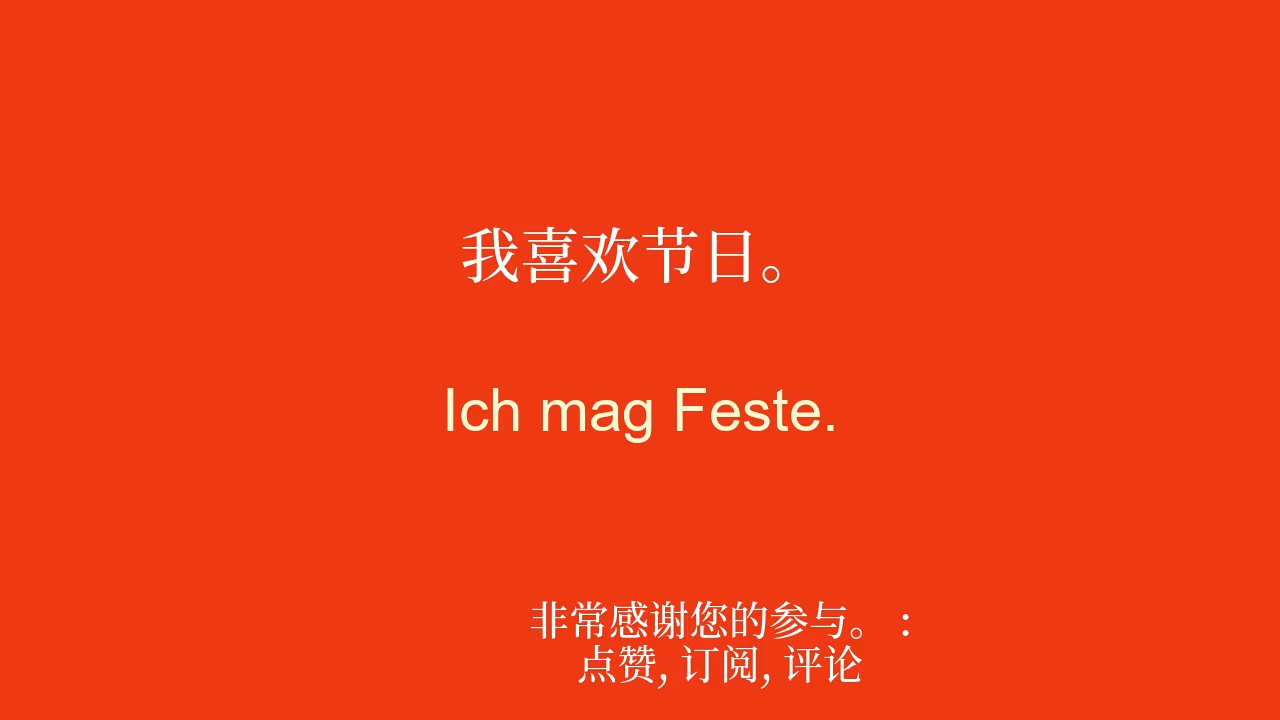 我喜欢节日。
Ich mag Feste.
非常感谢您的参与。 :
点赞, 订阅, 评论